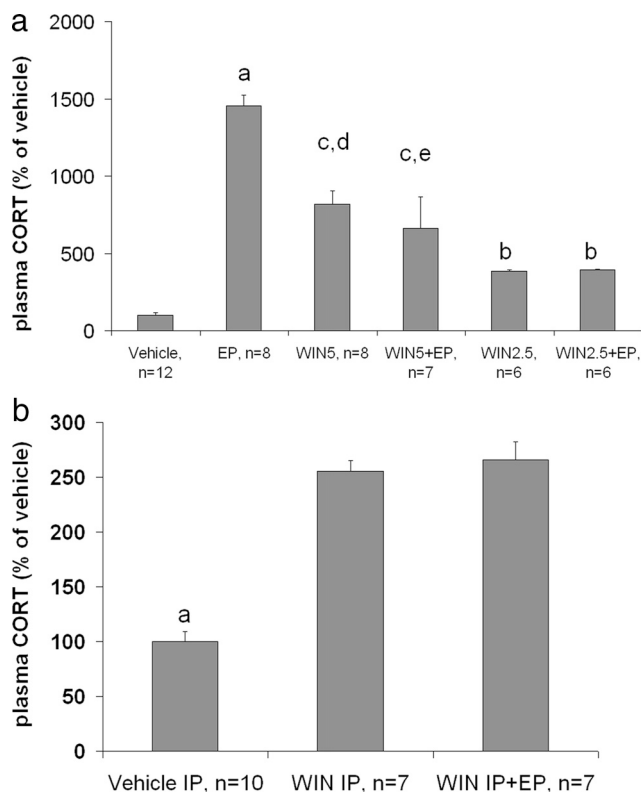 a
plasma CORT (% of vehicle)
2000
1500
1000
500
0
a
c,d
c,e
b
b
Vehicle, n=12
EP, n=8
WIN5, n=8
WIN5+EP, n=7
WIN2.5, n=6
WIN2.5+EP, n=6
b
plasma CORT (% of vehicle)
300
250
200
150
100
50
0
a
Vehicle IP, n=10
WIN IP, n=7
WIN IP+EP, n=7